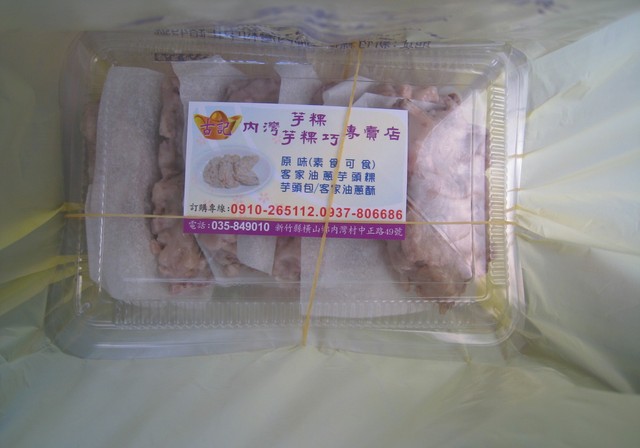 古記
內灣 芋粿 芋粿巧 專賣店
原味(素食可食)
客家油蔥芋頭粿
芋頭包/客家油蔥酥
訂購專線:0910-265112.0937-806686
電話:035-849010 新竹縣橫山鄉內灣村中正路49號